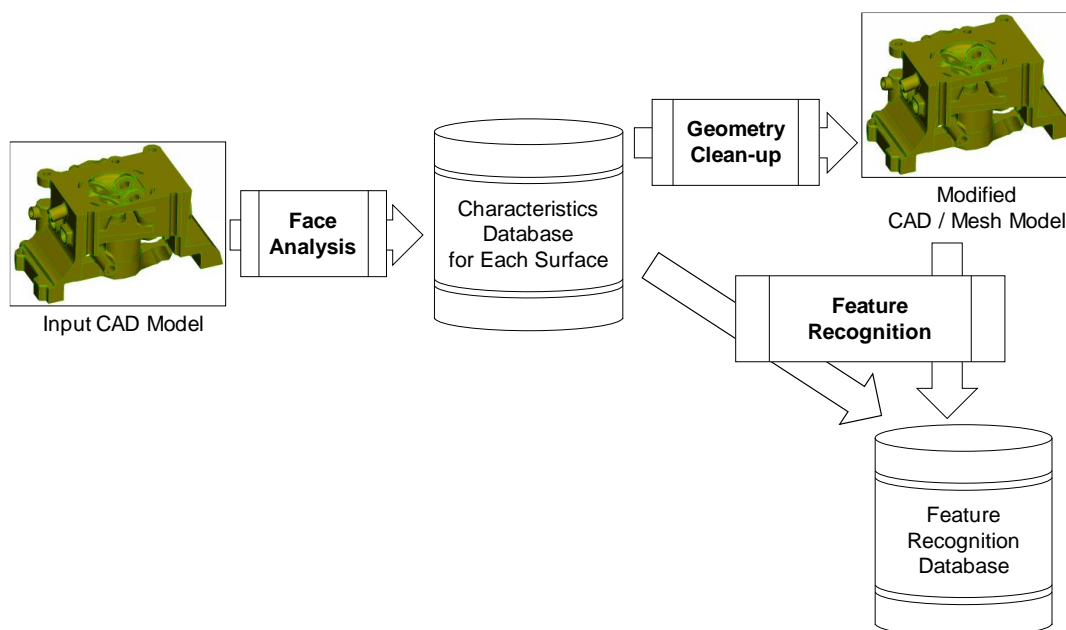 Input CAD Model
Face
Analysis
Characteristics
Database
for Each Surface
Geometry
Clean-up
Modified
CAD / Mesh Model
Feature
Recognition
Feature
Recognition
Database